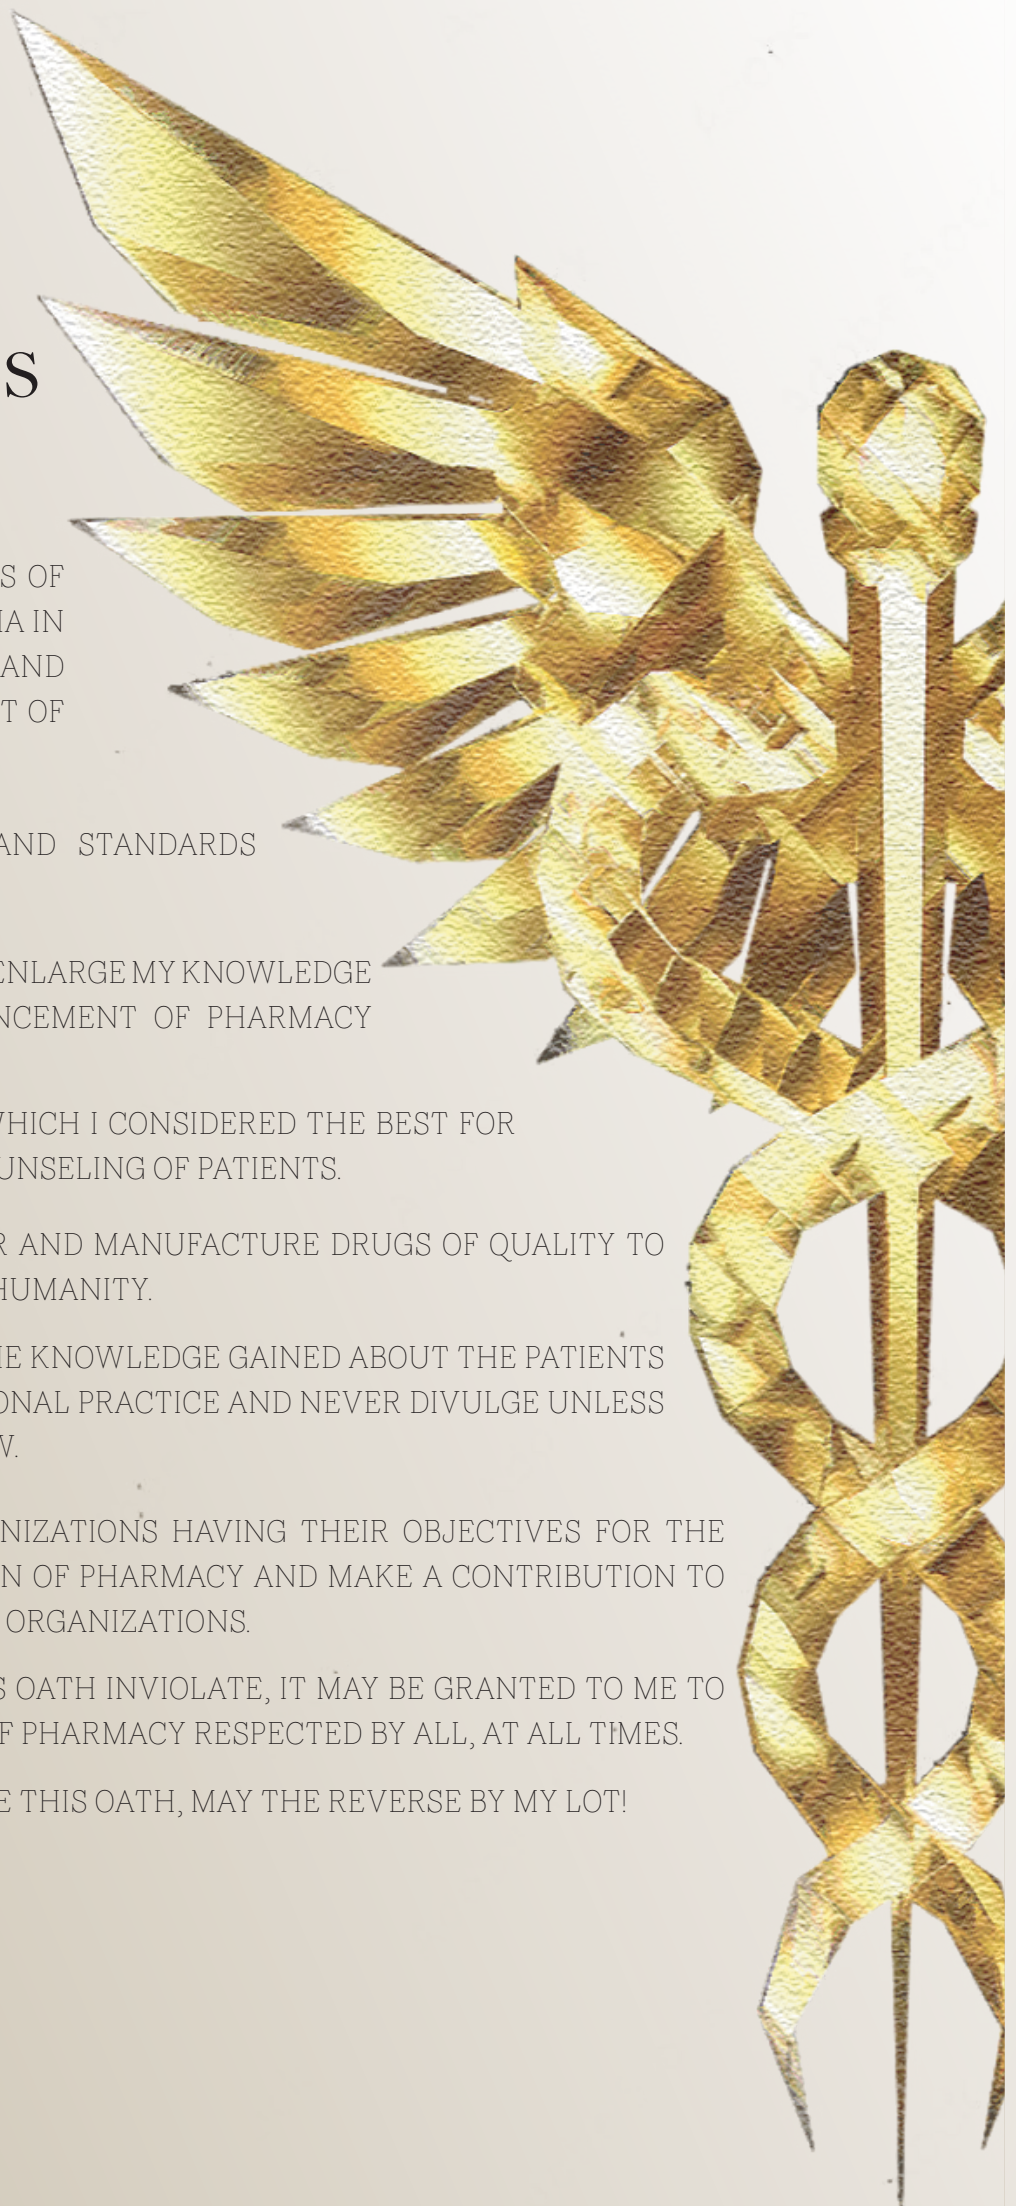 S
S OF
IA IN
AND
T OF
AND STANDARDS
ENLARGE MY KNOWLEDGE
NCEMENT OF PHARMACY
WHICH I CONSIDERED THE BEST FOR
UNSELING OF PATIENTS.
R AND MANUFACTURE DRUGS OF QUALITY TO
HUMANITY.
HE KNOWLEDGE GAINED ABOUT THE PATIENTS
ONAL PRACTICE AND NEVER DIVULGE UNLESS
W.
NIZATIONS HAVING THEIR OBJECTIVES FOR THE
N OF PHARMACY AND MAKE A CONTRIBUTION TO
ORGANIZATIONS.
S OATH INVIOLATE, IT MAY BE GRANTED TO ME TO
F PHARMACY RESPECTED BY ALL, AT ALL TIMES.
E THIS OATH, MAY THE REVERSE BY MY LOT!